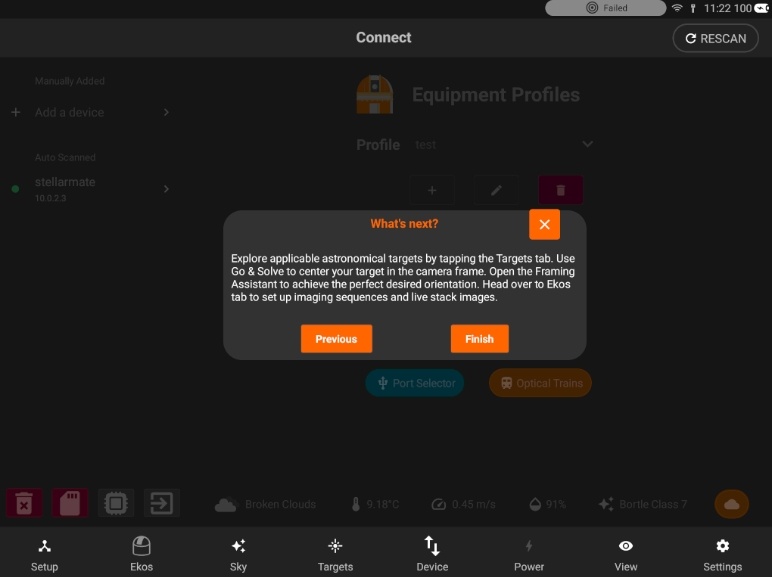 Failed 11:22 100
Connect
RESCAN
Manually Added
Add a device
Auto Scanned
stellarmate
10.0.2.3
Equipment Profiles
Profile test
What's next?
Explore applicable astronomical targets by tapping the Targets tab. Use
Go & Solve to center your target in the camera frame. Open the Framing
Assistant to achieve the perfect desired orientation. Head over to Ekos
tab to set up imaging sequences and live stack images.
Previous Finish
Port Selector Optical Trains
Broken Clouds 9.18°C 0.45 m/s 91% Bortle Class 7
Setup Ekos Sky Targets Device Power View Settings